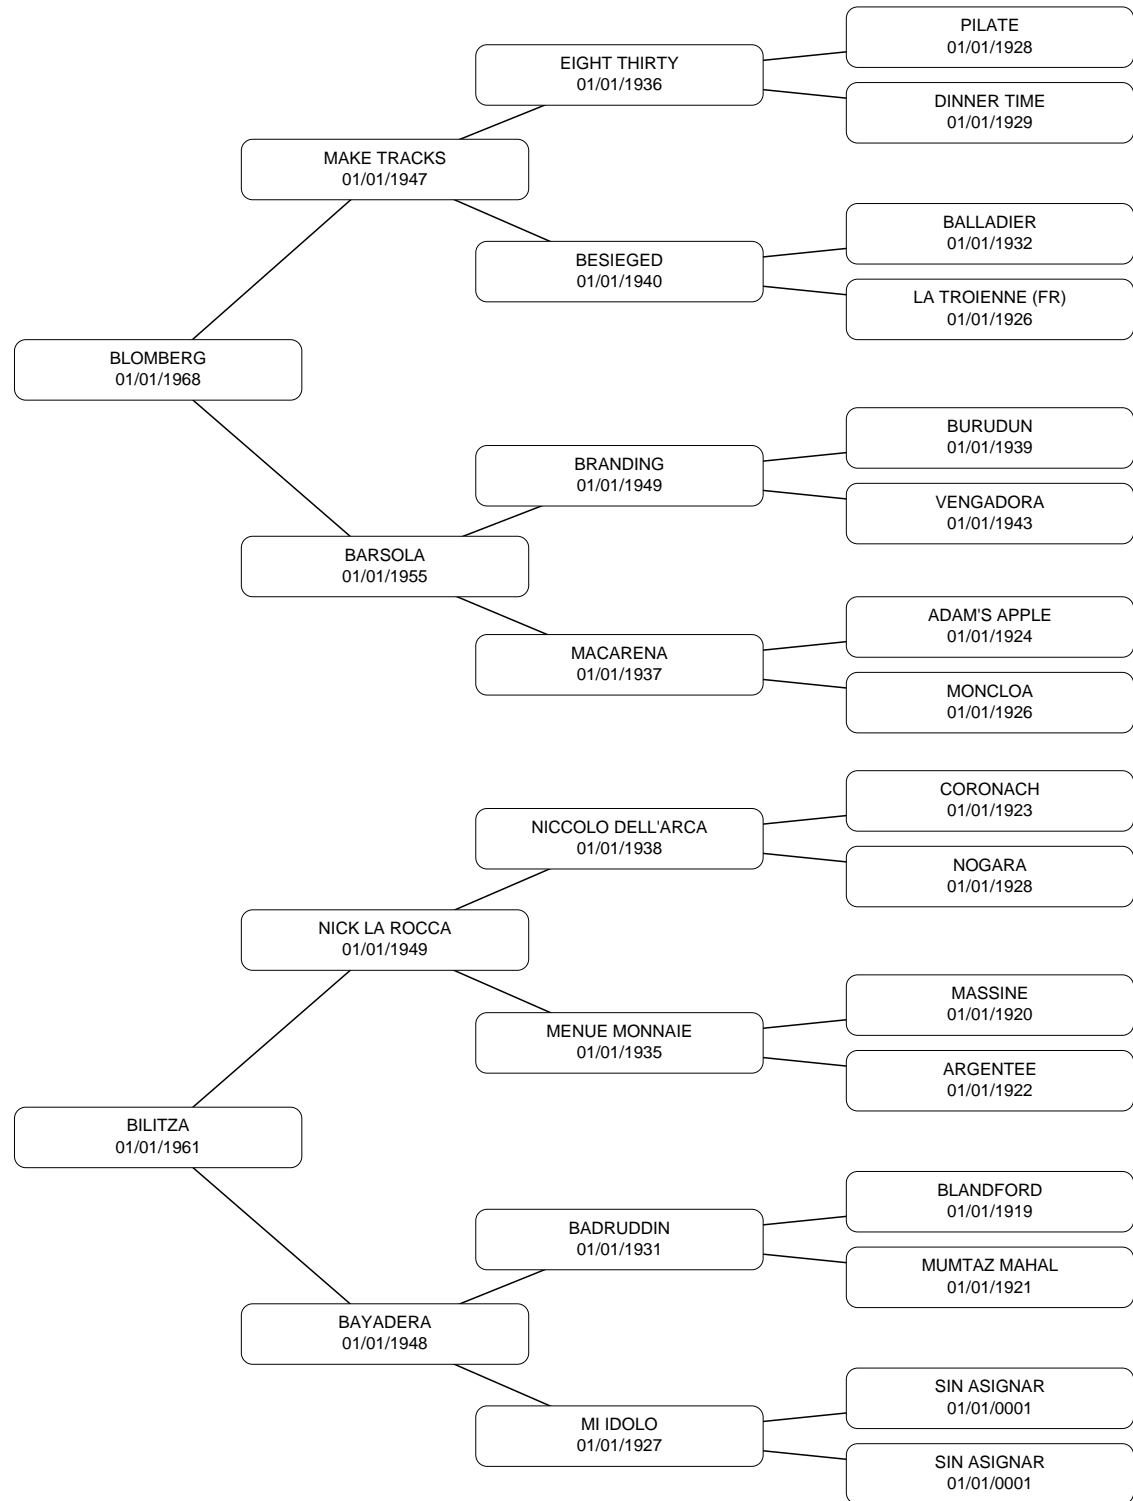 PILATE
01/01/1928
EIGHT THIRTY
01/01/1936
DINNER TIME
01/01/1929
MAKE TRACKS
01/01/1947
BALLADIER
01/01/1932
BESIEGED
01/01/1940
LA TROIENNE (FR)
01/01/1926
BLOMBERG
01/01/1968
BURUDUN
01/01/1939
BRANDING
01/01/1949
VENGADORA
01/01/1943
BARSOLA
01/01/1955
ADAM'S APPLE
01/01/1924
MACARENA
01/01/1937
MONCLOA
01/01/1926
CORONACH
01/01/1923
NICCOLO DELL'ARCA
01/01/1938
NOGARA
01/01/1928
NICK LA ROCCA
01/01/1949
MASSINE
01/01/1920
MENUE MONNAIE
01/01/1935
ARGENTEE
01/01/1922
BILITZA
01/01/1961
BLANDFORD
01/01/1919
BADRUDDIN
01/01/1931
MUMTAZ MAHAL
01/01/1921
BAYADERA
01/01/1948
SIN ASIGNAR
01/01/0001
MI IDOLO
01/01/1927
SIN ASIGNAR
01/01/0001